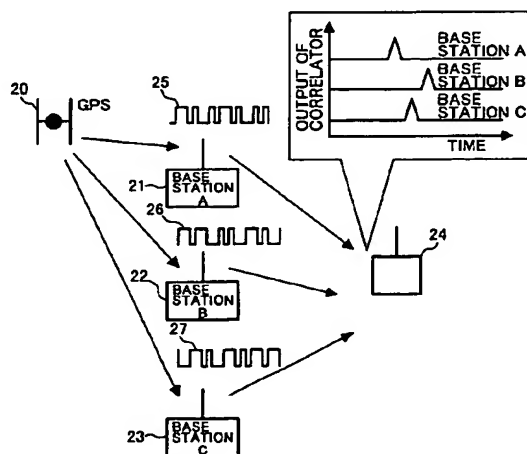 20
GPS
25
21
BASE
STATION
A
26
22
BASE
STATION
B
27
23
BASE
STATION
C
24
OUTPUT OF
CORRELATOR
BASE
STATION A
BASE
STATION B
BASE
STATION C
TIME